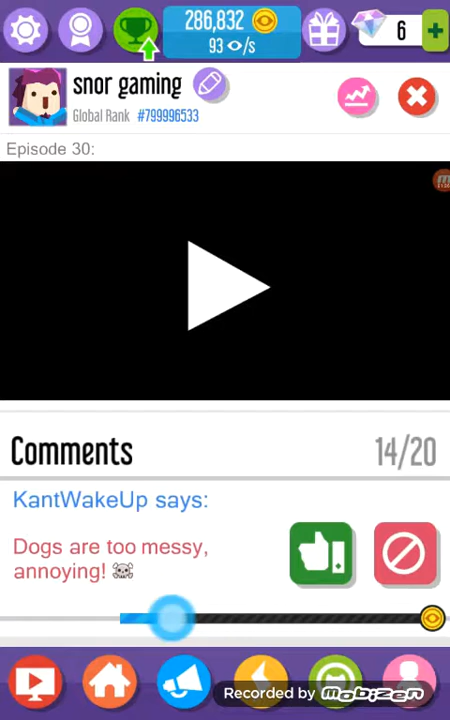 286,832
93 /s
6
snor gaming
Global Rank #799996533
Episode 30:
Comments 14/20
KantWakeUp says:
Dogs are too messy,
annoying!
Recorded by mobizen